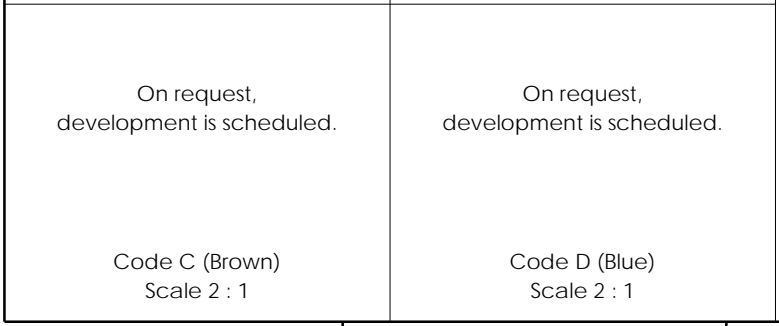 On request,
development is scheduled.
Code C (Brown)
Scale 2 : 1
On request,
development is scheduled.
Code D (Blue)
Scale 2 : 1